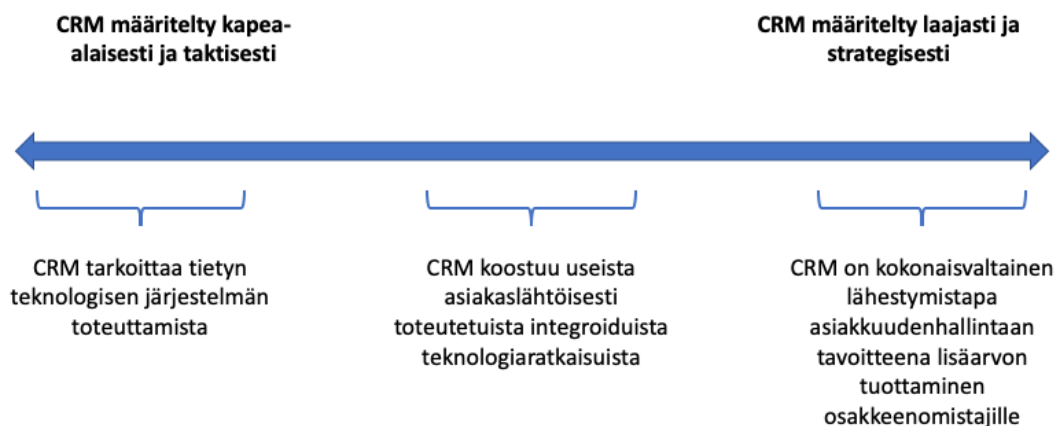 CRM määritelty kapea-
alaisesti ja taktisesti
CRM määritelty laajasti ja
strategisesti
CRM tarkoittaa tietyn
teknologisen järjestelmän
toteuttamista
CRM koostuu useista
asiakaslähtöisesti
toteutetuista integroiduista
teknologiaratkaisuista
CRM on kokonaisvaltainen
lähestymistapa
asiakkuudenhallintaan
tavoitteena lisäarvon
tuottaminen
osakkeenomistajille